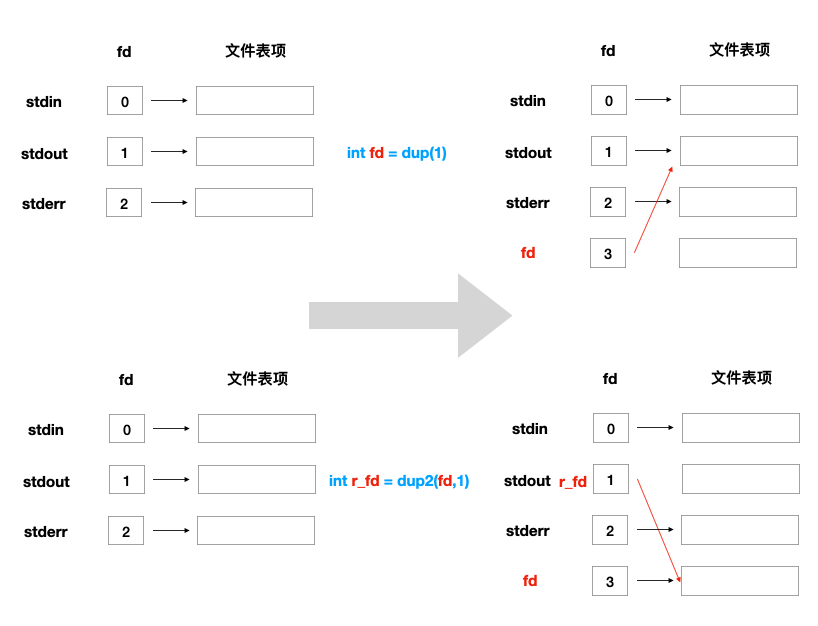 fd 文件表项
stdin 0
stdout 1
stderr 2
int fd = dup(1)
fd 文件表项
stdin 0
stdout 1
stderr 2
fd 3
fd 文件表项
stdin 0
stdout 1
stderr 2
int r_fd = dup2(fd,1)
fd 文件表项
stdin 0
stdout r_fd 1
stderr 2
fd 3